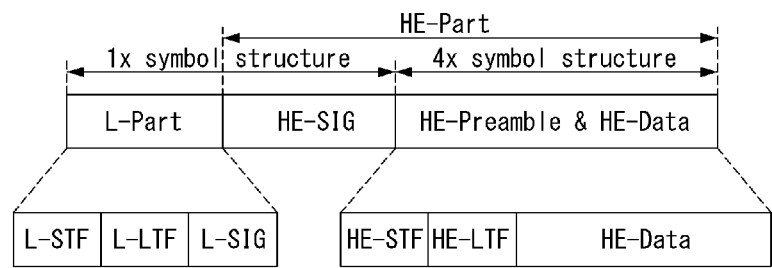 HE-Part
1x symbol structure 4x symbol structure
L-Part HE-SIG HE-Preamble & HE-Data
L-STF L-LTF L-SIG HE-STF HE-LTF HE-Data